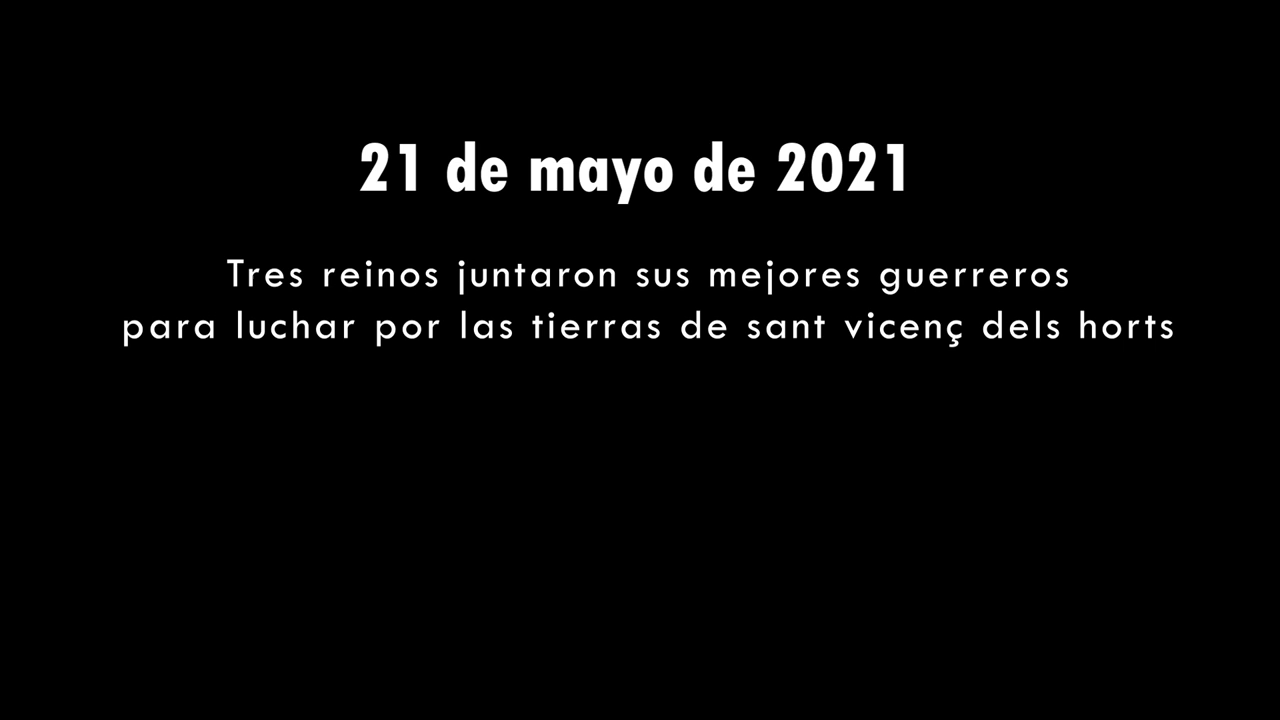 21 de mayo de 2021
Tres reinos juntaron sus mejores guerreros
para luchar por las tierras de sant vicenç dels horts